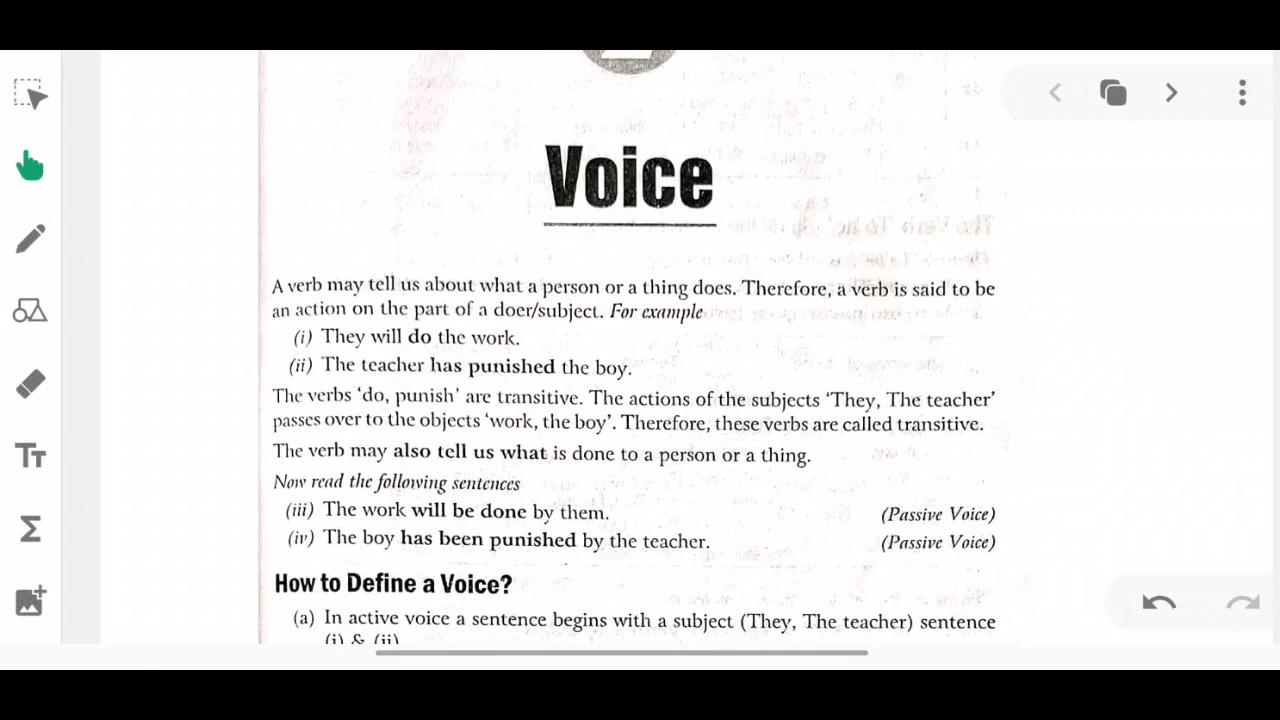 Voice
A verb may tell us about what a person or a thing does. Therefore, a verb is said to be
an action on the part of a doer/subject. For example
(i) They will do the work.
(ii) The teacher has punished the boy.
The verbs 'do, punish' are transitive. The actions of the subjects 'They, The teacher'
passes over to the objects 'work, the boy'. Therefore, these verbs are called transitive.
The verb may also tell us what is done to a person or a thing.
Now read the following sentences
(iii) The work will be done by them. (Passive Voice)
(iv) The boy has been punished by the teacher. (Passive Voice)
How to Define a Voice?
(a) In active voice a sentence begins with a subject (They, The teacher) sentence
(i) & (ii)